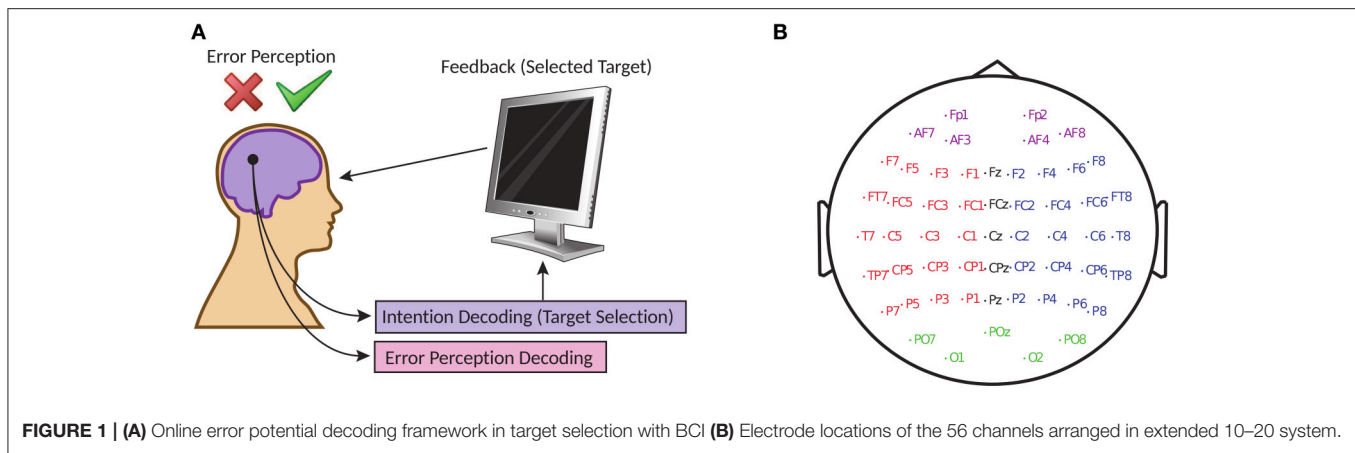 A
Error Perception
Feedback (Selected Target)
Intention Decoding (Target Selection)
Error Perception Decoding
B
Fp1 Fp2
AF7 AF3 AF4 AF8
F7 F5 F3 F1 Fz F2 F4 F6 F8
FT7 FC5 FC3 FC1 FCz FC2 FC4 FC6 FT8
T7 C5 C3 C1 Cz C2 C4 C6 T8
TP7 CP5 CP3 CP1 CPz CP2 CP4 CP6 TP8
P7 P5 P3 P1 Pz P2 P4 P6 P8
PO7 POz PO8
O1 O2
FIGURE 1 | (A) Online error potential decoding framework in target selection with BCI (B) Electrode locations of the 56 channels arranged in extended 10–20 system.